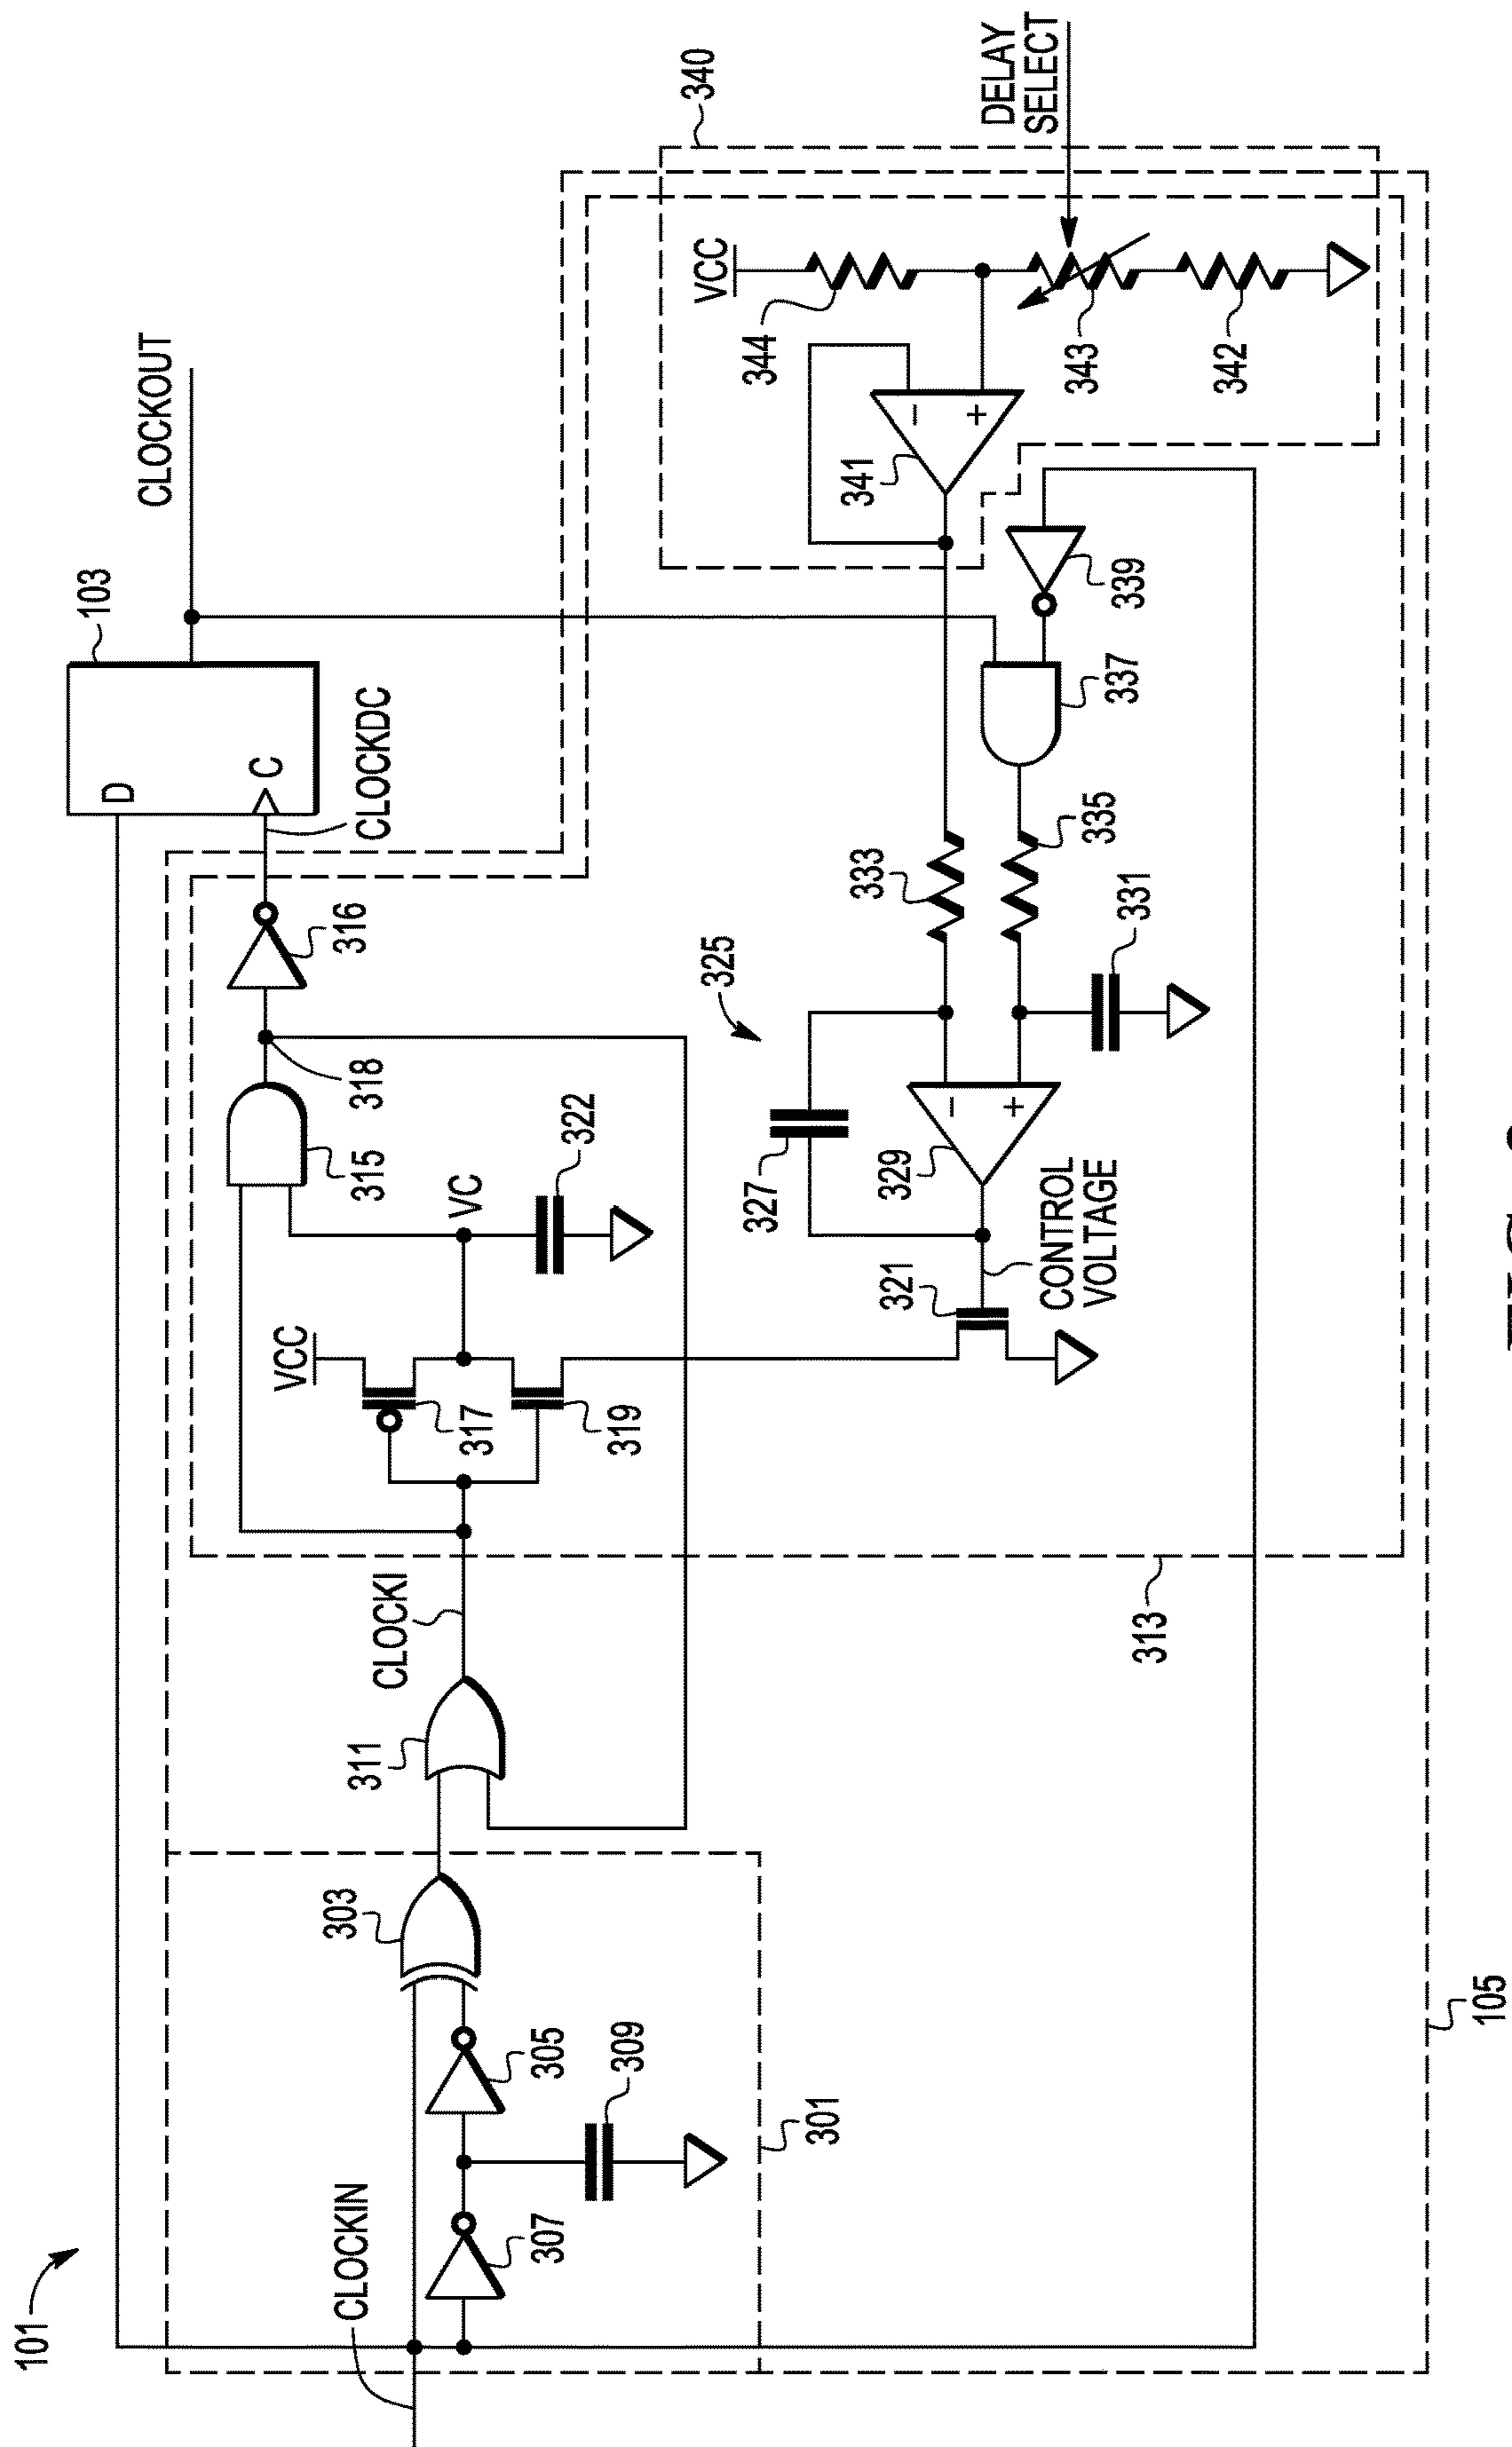 101
CLOCKIN
307
305
309
301
303
311
CLOCKI
313
105
VCC
317
319
VC
322
315
318
316
CLOCKDC
D
C
103
CLOCKOUT
321
CONTROL
VOLTAGE
327
329
-
+
325
331
333
335
337
339
341
-
+
VCC
344
343
342
340
DELAY
SELECT